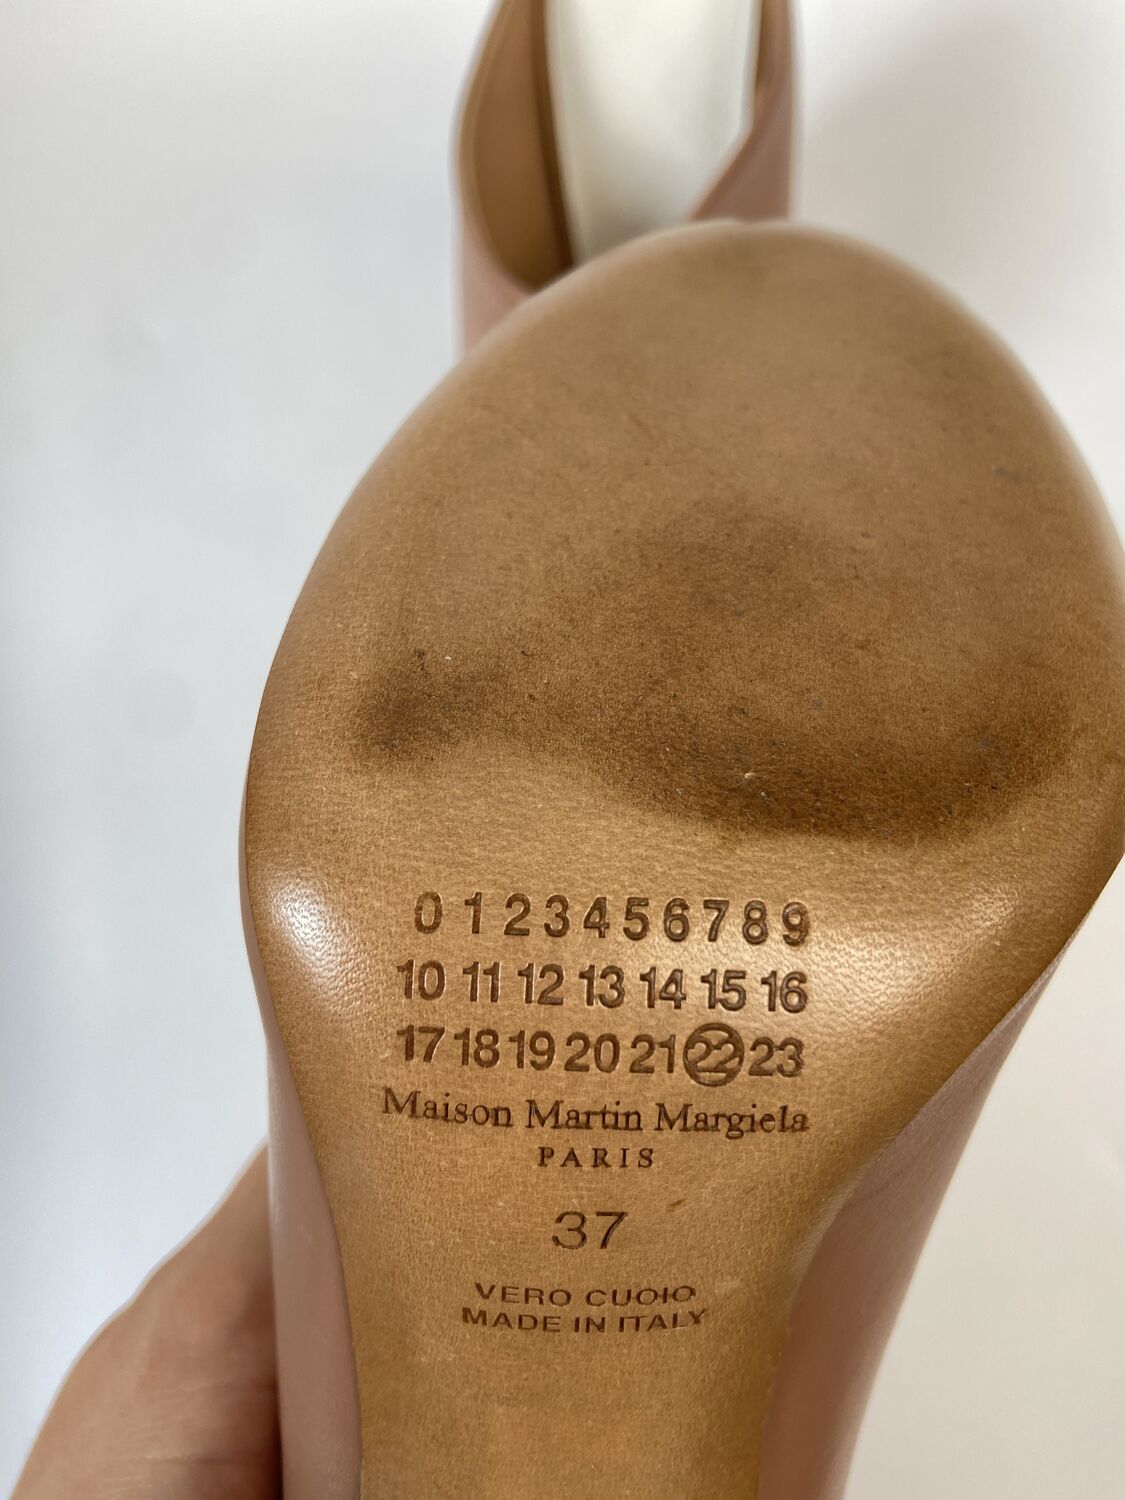 0 1 2 3 4 5 6 7 8 9
10 11 12 13 14 15 16
17 18 19 20 21 22 23
Maison Martin Margiela
PARIS
37
VERO CUOIO
MADE IN ITALY